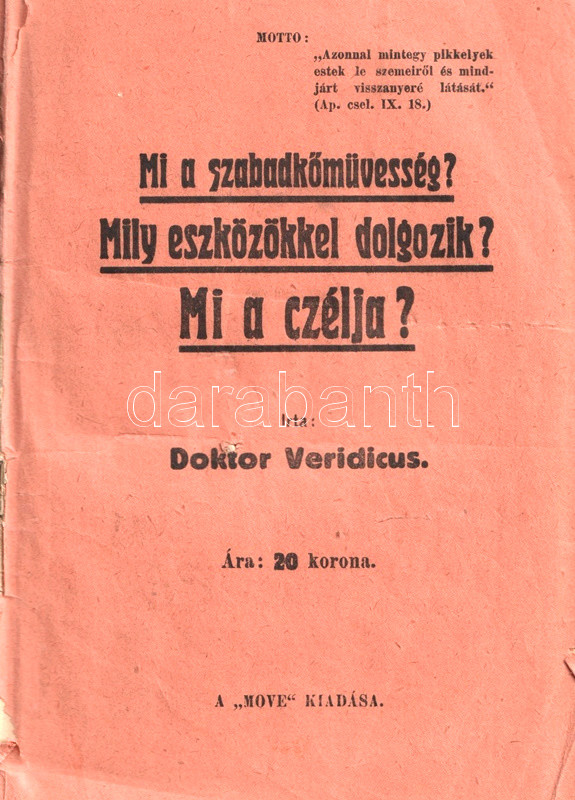 MOTTO:
„Azonnal mintegy pikkelyek
estek le szemeiről és mind-
járt visszanyeré látását.“
(Ap. csel. IX. 18.)
Mi a szabadkőmüvesség?
Mily eszközökkel dolgozik?
Mi a czélja?
darabanth
Irta:
Doktor Veridicus.
Ára: 20 korona.
A „MOVE“ KIADÁSA.